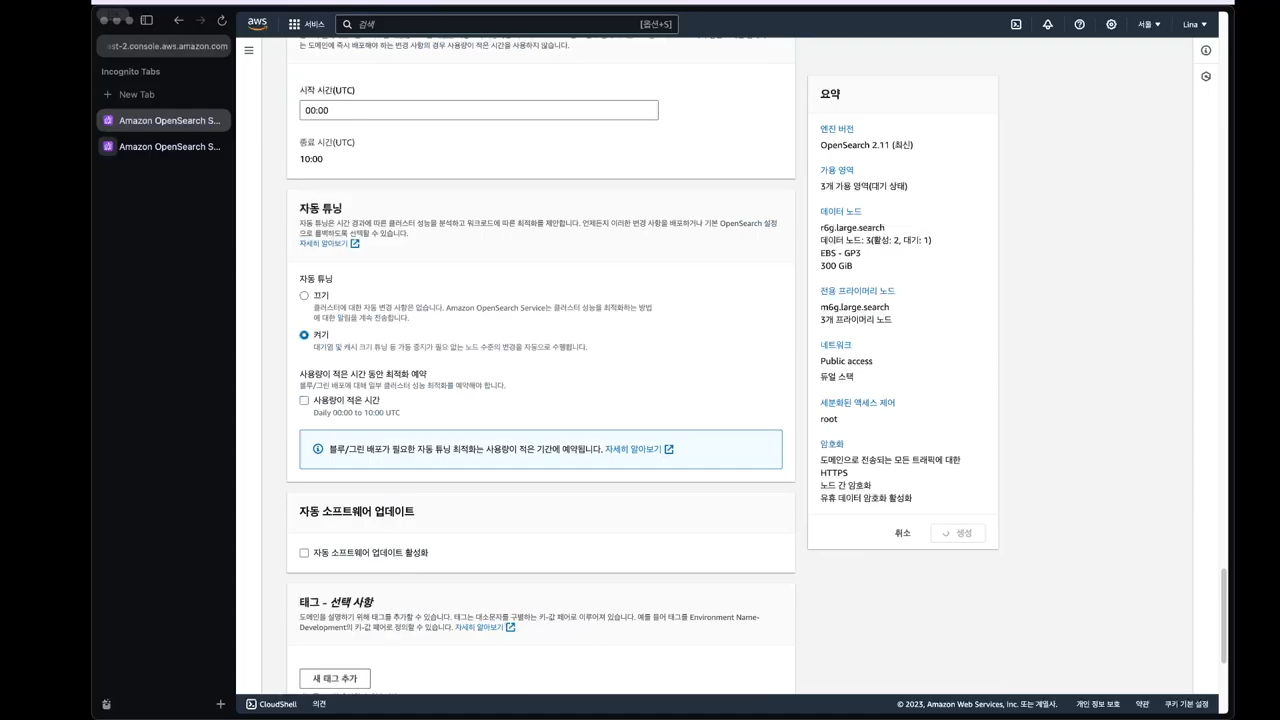 aws
서비스
검색
[옵션+S]
서울
Lina
ast-2.console.aws.amazon.com
Incognito Tabs
New Tab
Amazon OpenSearch S...
Amazon OpenSearch S...
는 도메인에 즉시 배포해야 하는 변경 사항의 경우 사용량이 적은 시간을 사용하지 않습니다.
시작 시간(UTC)
00:00
종료 시간(UTC)
10:00
자동 튜닝
자동 튜닝은 시간 경과에 따른 클러스터 성능을 분석하고 워크로드에 따른 최적화를 제안합니다. 언제든지 이러한 변경 사항을 배포하거나 기본 OpenSearch 설정
으로 롤백하도록 선택할 수 있습니다.
자세히 알아보기
자동 튜닝
끄기
클러스터에 대한 자동 변경 사항은 없습니다. Amazon OpenSearch Service는 클러스터 성능을 최적화하는 방법
에 대한 알림을 계속 전송합니다.
켜기
대기열 및 캐시 크기 튜닝 등 가동 중지가 필요 없는 노드 수준의 변경을 자동으로 수행합니다.
사용량이 적은 시간 동안 최적화 예약
블루/그린 배포에 대해 일부 클러스터 성능 최적화를 예약해야 합니다.
사용량이 적은 시간
Daily 00:00 to 10:00 UTC
블루/그린 배포가 필요한 자동 튜닝 최적화는 사용량이 적은 기간에 예약됩니다. 자세히 알아보기
자동 소프트웨어 업데이트
자동 소프트웨어 업데이트 활성화
태그 - 선택 사항
도메인을 설명하기 위해 태그를 추가할 수 있습니다. 태그는 대소문자를 구별하는 키-값 페어로 이루어져 있습니다. 예를 들어 태그를 Environment Name-
Development의 키-값 페어로 정의할 수 있습니다. 자세히 알아보기
새 태그 추가
요약
엔진 버전
OpenSearch 2.11 (최신)
가용 영역
3개 가용 영역(대기 상태)
데이터 노드
r6g.large.search
데이터 노드: 3(활성: 2, 대기: 1)
EBS - GP3
300 GiB
전용 프라이머리 노드
m6g.large.search
3개 프라이머리 노드
네트워크
Public access
듀얼 스택
세분화된 액세스 제어
root
암호화
도메인으로 전송되는 모든 트래픽에 대한
HTTPS
노드 간 암호화
유휴 데이터 암호화 활성화
취소
생성
CloudShell
의견
© 2023, Amazon Web Services, Inc. 또는 계열사.
개인 정보 보호
약관
쿠키 기본 설정